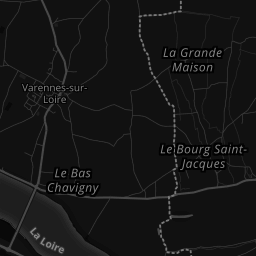 La Grande
Maison
Varennes-sur-
Loire
Le Bourg Saint-
Jacques
Le Bas
Chavigny
La Loire